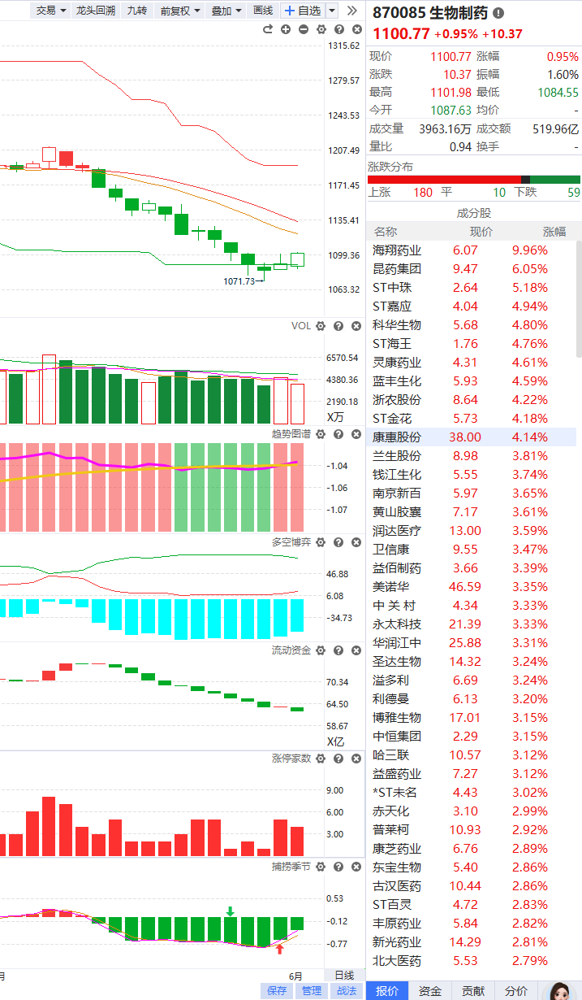 交易 龙头回溯 九转 前复权 叠加 画线 自选
1315.62
1279.57
1243.53
1207.49
1171.45
1135.41
1099.36
1063.32
1071.73
VOL
6570.54
4380.36
2190.18
X万
趋势图谱
-1.04
-1.06
-1.07
多空博弈
46.88
6.08
-34.73
流动资金
70.34
64.50
58.67
X亿
涨停家数
9.00
6.00
3.00
捕捞季节
0.53
-0.12
-0.77
月 6月 日线
保存 管理 战法
870085 生物制药
1100.77 +0.95% +10.37
现价 1100.77 涨幅 0.95%
涨跌 10.37 振幅 1.60%
最高 1101.98 最低 1084.55
今开 1087.63 均价 -
成交量 3963.16万 成交额 519.96亿
量比 0.94 换手 -
涨跌分布
上涨 180 平 10 下跌 59
成分股
名称 现价 涨幅
海翔药业 6.07 9.96%
昆药集团 9.47 6.05%
ST中珠 2.64 5.18%
ST嘉应 4.04 4.94%
科华生物 5.68 4.80%
ST海王 1.76 4.76%
灵康药业 4.31 4.61%
蓝丰生化 5.93 4.59%
浙农股份 8.64 4.22%
ST金花 5.73 4.18%
康惠股份 38.00 4.14%
兰生股份 8.98 3.81%
钱江生化 5.55 3.74%
南京新百 5.97 3.65%
黄山胶囊 7.17 3.61%
润达医疗 13.00 3.59%
卫信康 9.55 3.47%
益佰制药 3.66 3.39%
美诺华 46.59 3.35%
中 关 村 4.34 3.33%
永太科技 21.39 3.33%
华润江中 25.88 3.31%
圣达生物 14.32 3.24%
溢多利 6.69 3.24%
利德曼 6.13 3.20%
博雅生物 17.01 3.15%
中恒集团 2.29 3.15%
哈三联 10.57 3.12%
益盛药业 7.27 3.12%
*ST未名 4.43 3.02%
赤天化 3.10 2.99%
普莱柯 10.93 2.92%
康芝药业 6.76 2.89%
东宝生物 5.40 2.86%
古汉医药 10.44 2.86%
ST百灵 4.72 2.83%
丰原药业 5.84 2.82%
新光药业 14.29 2.81%
北大医药 5.53 2.79%
报价 资金 贡献 分价